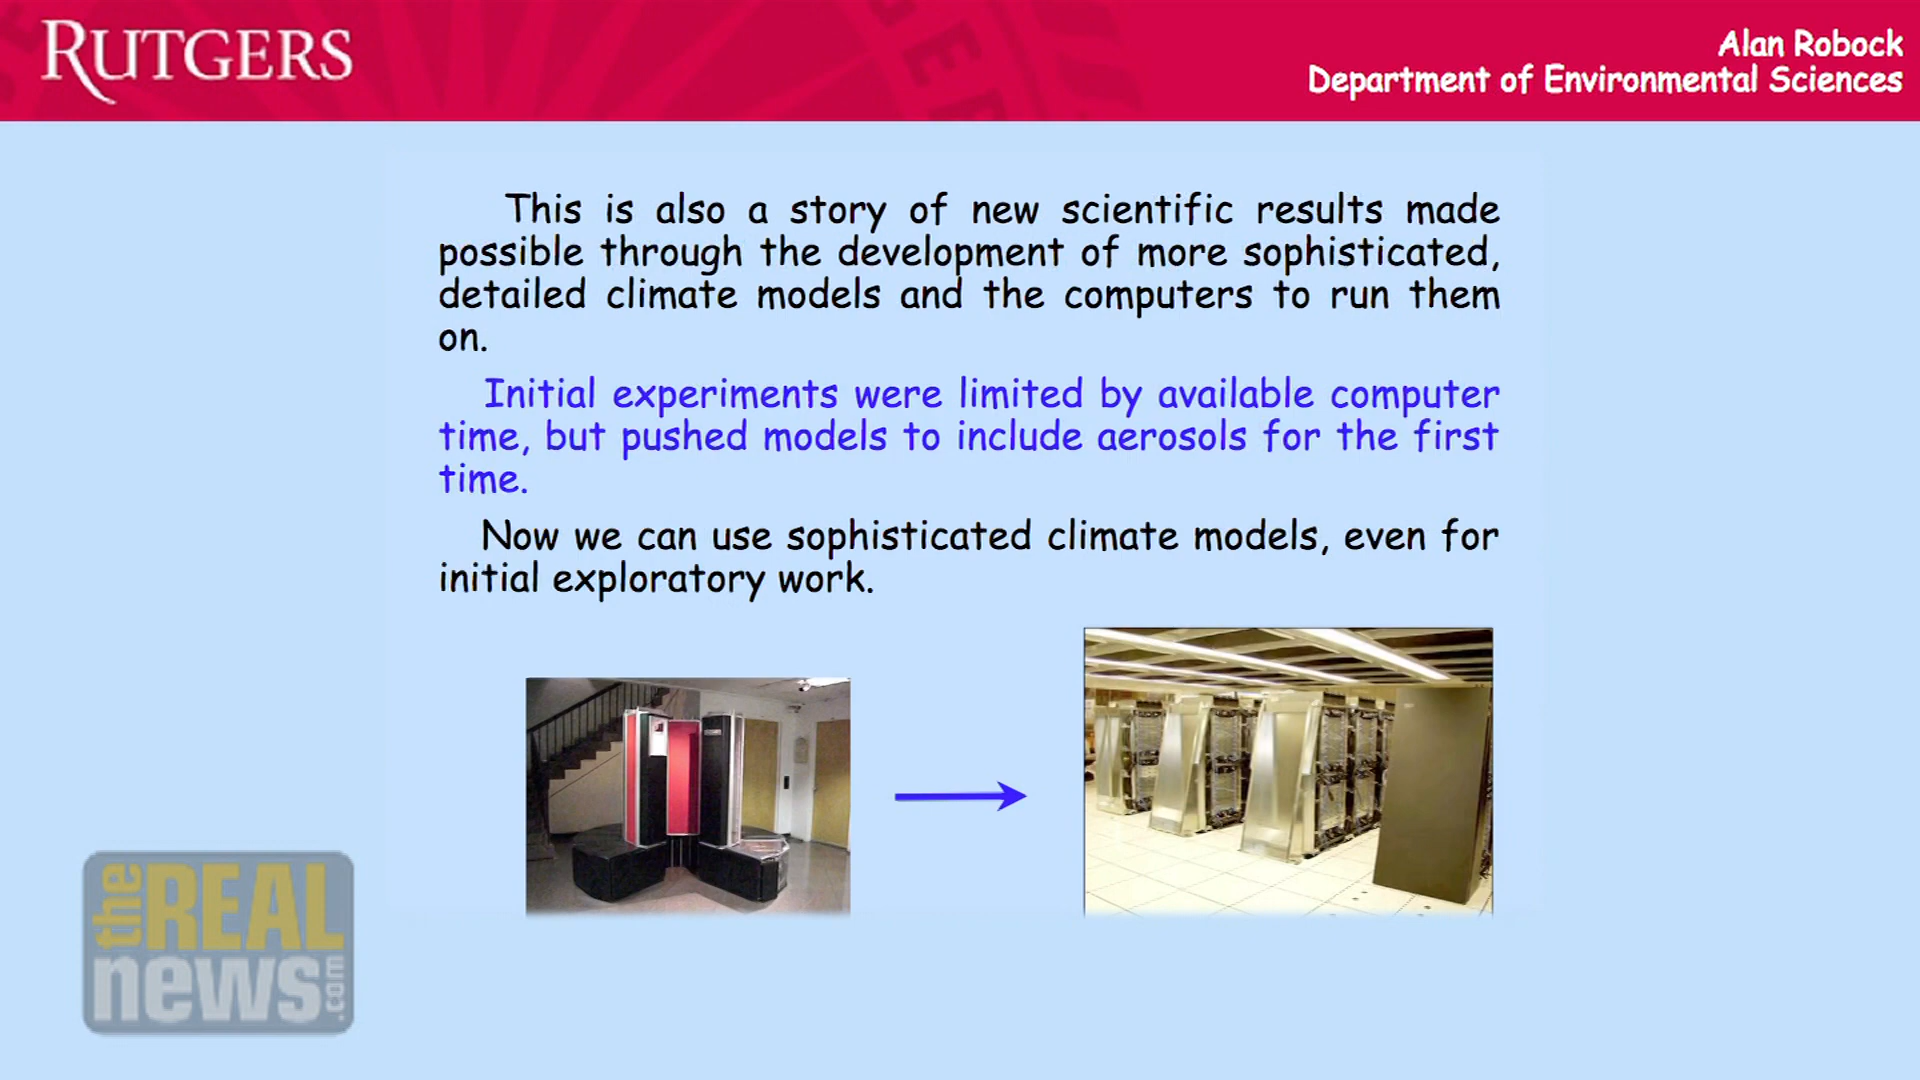 RUTGERS
Alan Robock
Department of Environmental Sciences
This is also a story of new scientific results made
possible through the development of more sophisticated,
detailed climate models and the computers to run them
on.
Initial experiments were limited by available computer
time, but pushed models to include aerosols for the first
time.
Now we can use sophisticated climate models, even for
initial exploratory work.
the REAL
news.com